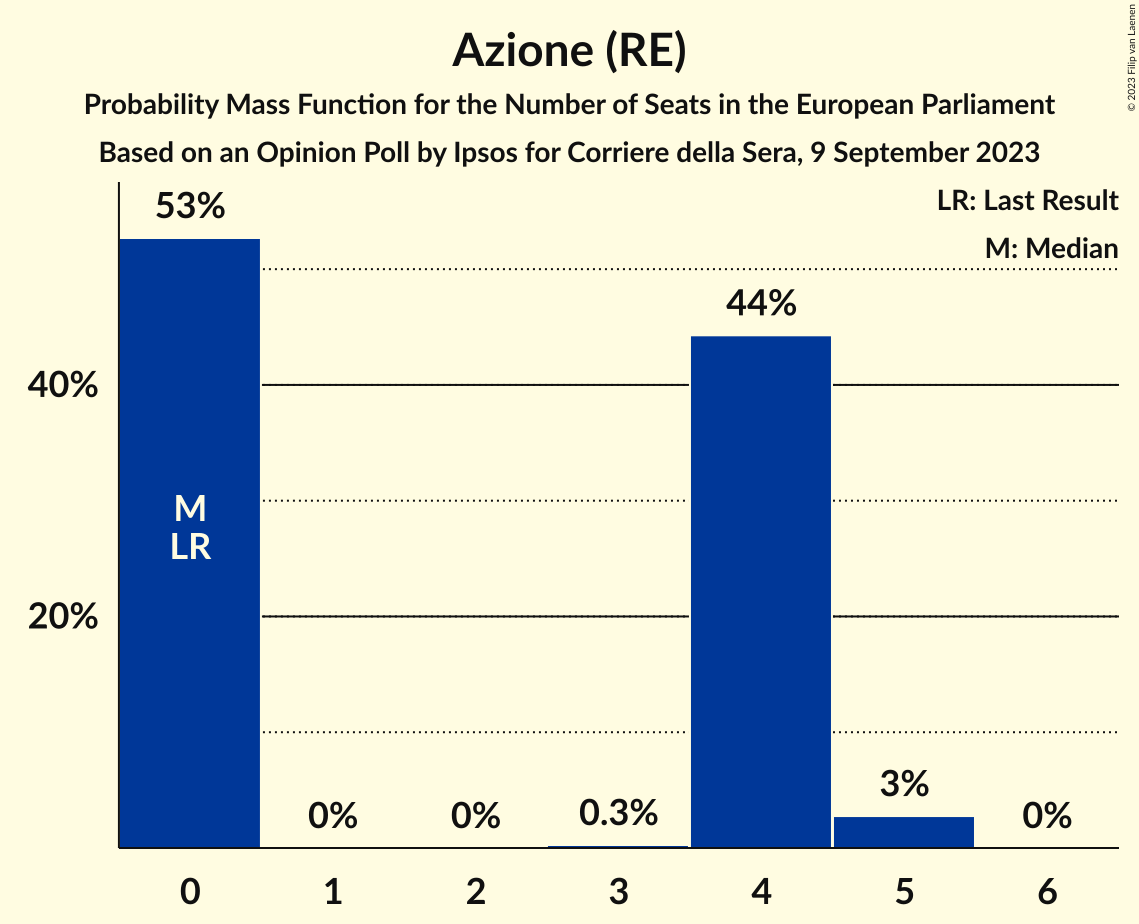 Azione (RE)
Probability Mass Function for the Number of Seats in the European Parliament
Based on an Opinion Poll by Ipsos for Corriere della Sera, 9 September 2023
© 2023 Filip van Laenen
LR: Last Result
M: Median
53%
44%
40%
M
LR
20%
3%
0%
0%
0.3%
0%
0
1
2
3
4
5
6